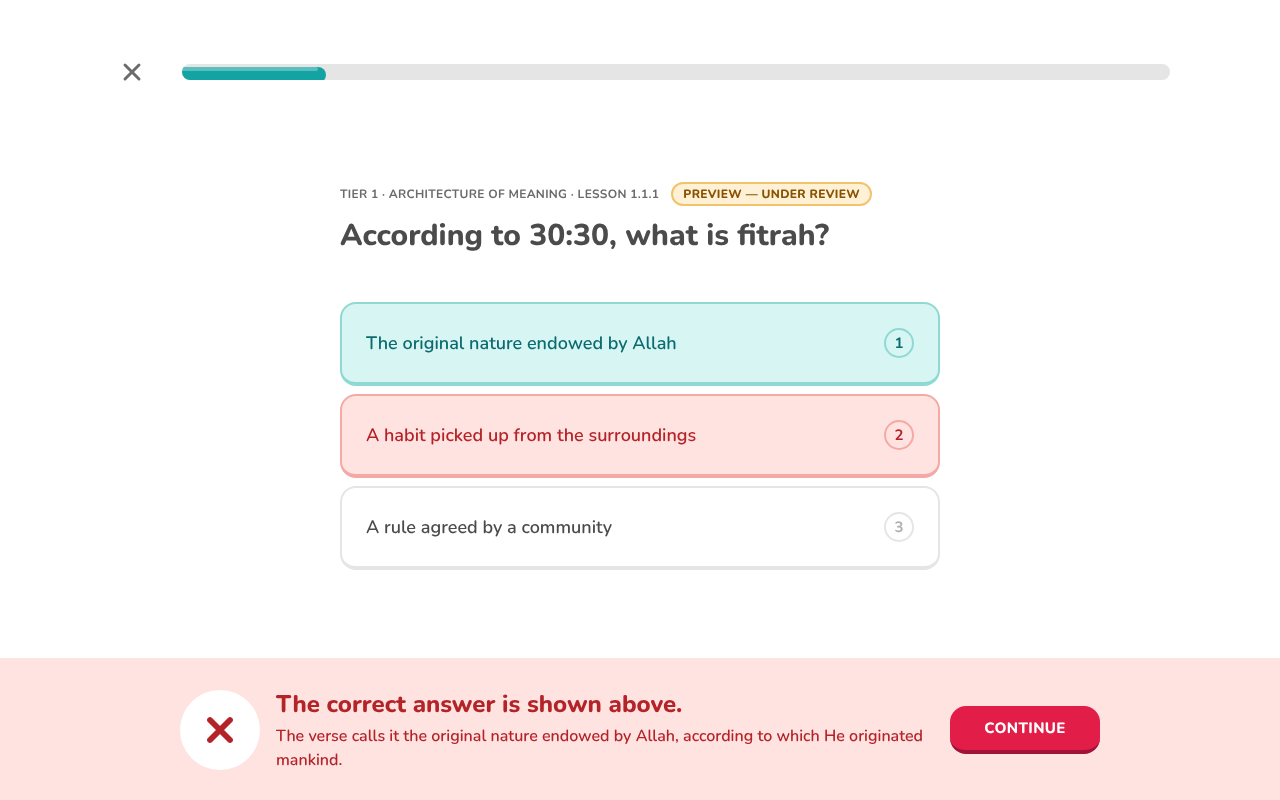 TIER 1 · ARCHITECTURE OF MEANING · LESSON 1.1.1 PREVIEW — UNDER REVIEW
According to 30:30, what is fitrah?
The original nature endowed by Allah 1
A habit picked up from the surroundings 2
A rule agreed by a community 3
The correct answer is shown above.
The verse calls it the original nature endowed by Allah, according to which He originated
mankind.
CONTINUE